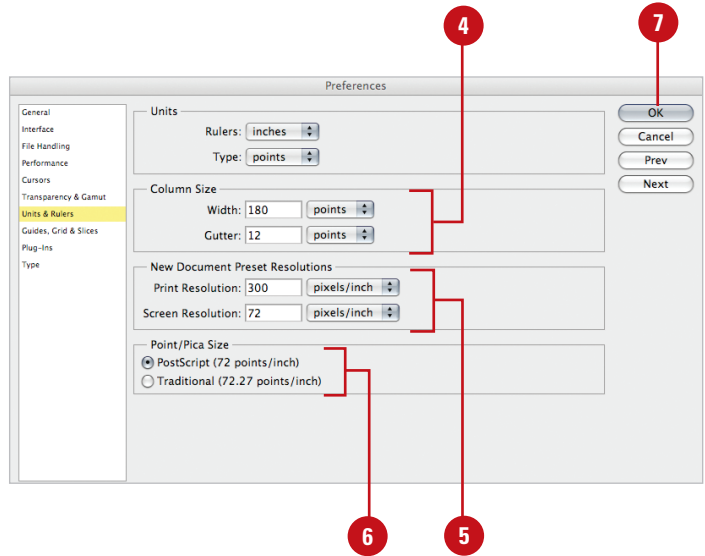 4
7
Preferences
General
Interface
File Handling
Performance
Cursors
Transparency & Gamut
Units & Rulers
Guides, Grid & Slices
Plug-Ins
Type
Units
Rulers: inches
Type: points
Column Size
Width: 180 points
Gutter: 12 points
New Document Preset Resolutions
Print Resolution: 300 pixels/inch
Screen Resolution: 72 pixels/inch
Point/Pica Size
PostScript (72 points/inch)
Traditional (72.27 points/inch)
OK
Cancel
Prev
Next
6
5